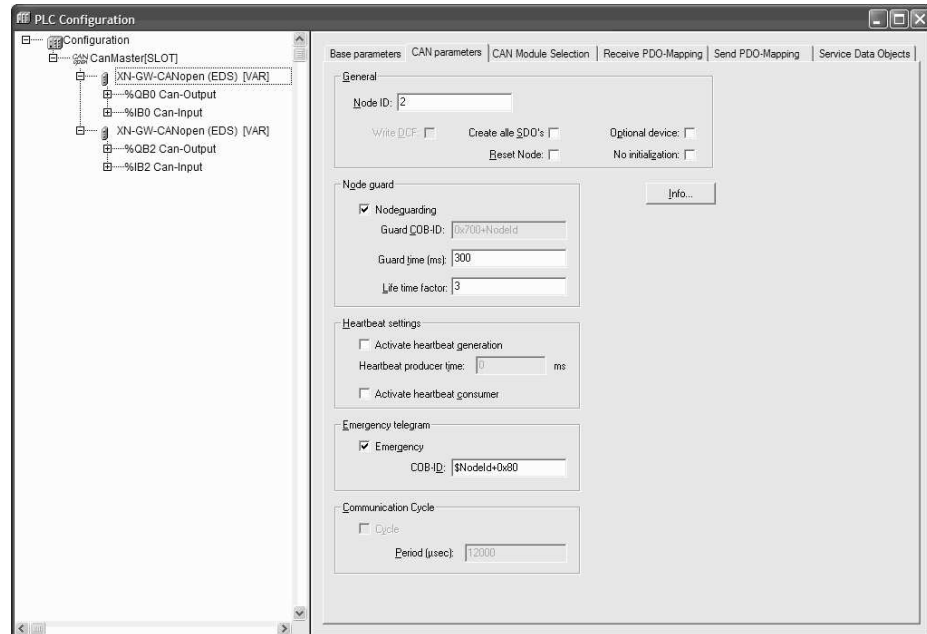 PLC Configuration
Configuration
CAN open CanMaster[SLOT]
XN-GW-CANopen (EDS) [VAR]
%QB0 Can-Output
%IB0 Can-Input
XN-GW-CANopen (EDS) [VAR]
%QB2 Can-Output
%IB2 Can-Input
Base parameters CAN parameters CAN Module Selection Receive PDO-Mapping Send PDO-Mapping Service Data Objects
General
Node ID: 2
Write DCF: Create alle SDO's Optional device:
Reset Node: No initialization:
Node guard
Info...
Nodeguarding
Guard COB-ID: 0x700+NodeId
Guard time (ms): 300
Life time factor: 3
Heartbeat settings
Activate heartbeat generation
Heartbeat producer time: 0 ms
Activate heartbeat consumer
Emergency telegram
Emergency
COB-ID: $NodeId+0x80
Communication Cycle
Cycle
Period (µsec): 12000